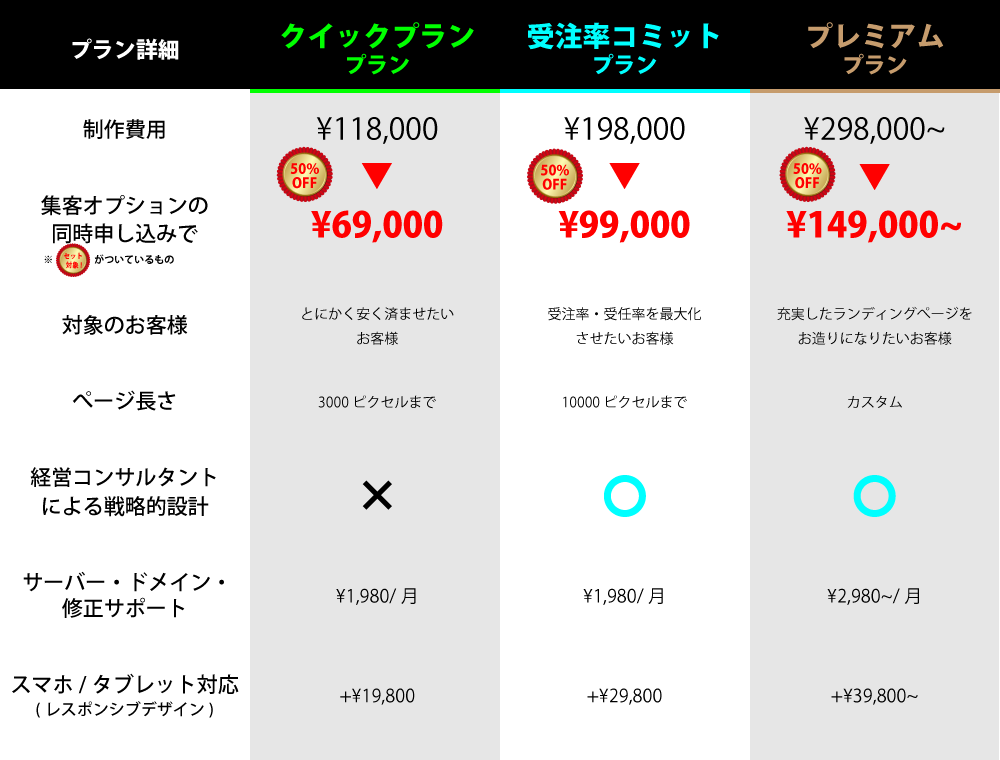 プラン詳細
クイックプラン
プラン
受注率コミット
プラン
プレミアム
プラン
制作費用
¥118,000
¥198,000
¥298,000~
50%
OFF
50%
OFF
50%
OFF
集客オプションの
同時申し込みで
※ セット対象! がついているもの
¥69,000
¥99,000
¥149,000~
対象のお客様
とにかく安く済ませたい
お客様
受注率・受任率を最大化
させたいお客様
充実したランディングページを
お造りになりたいお客様
ページ長さ
3000 ピクセルまで
10000 ピクセルまで
カスタム
経営コンサルタント
による戦略的設計
サーバー・ドメイン・
修正サポート
¥1,980/ 月
¥1,980/ 月
¥2,980~/ 月
スマホ / タブレット対応
( レスポンシブデザイン )
+¥19,800
+¥29,800
+¥39,800~